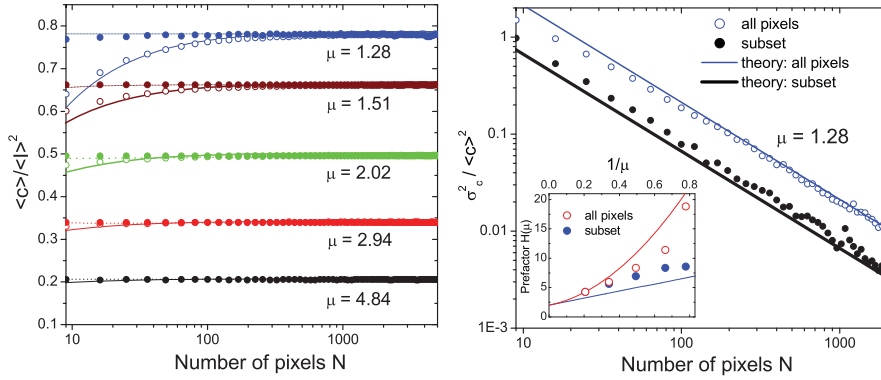 <c>/<I>²
0.8
0.7
0.6
0.5
0.4
0.3
0.2
0.1
μ = 1.28
μ = 1.51
μ = 2.02
μ = 2.94
μ = 4.84
10
100
1000
Number of pixels N
σ²c / <c>²
1
0.1
0.01
1E-3
all pixels
subset
theory: all pixels
theory: subset
μ = 1.28
1/μ
0.0
0.2
0.4
0.6
0.8
Prefactor H(μ)
20
15
10
5
0
all pixels
subset
10
100
1000
Number of pixels N